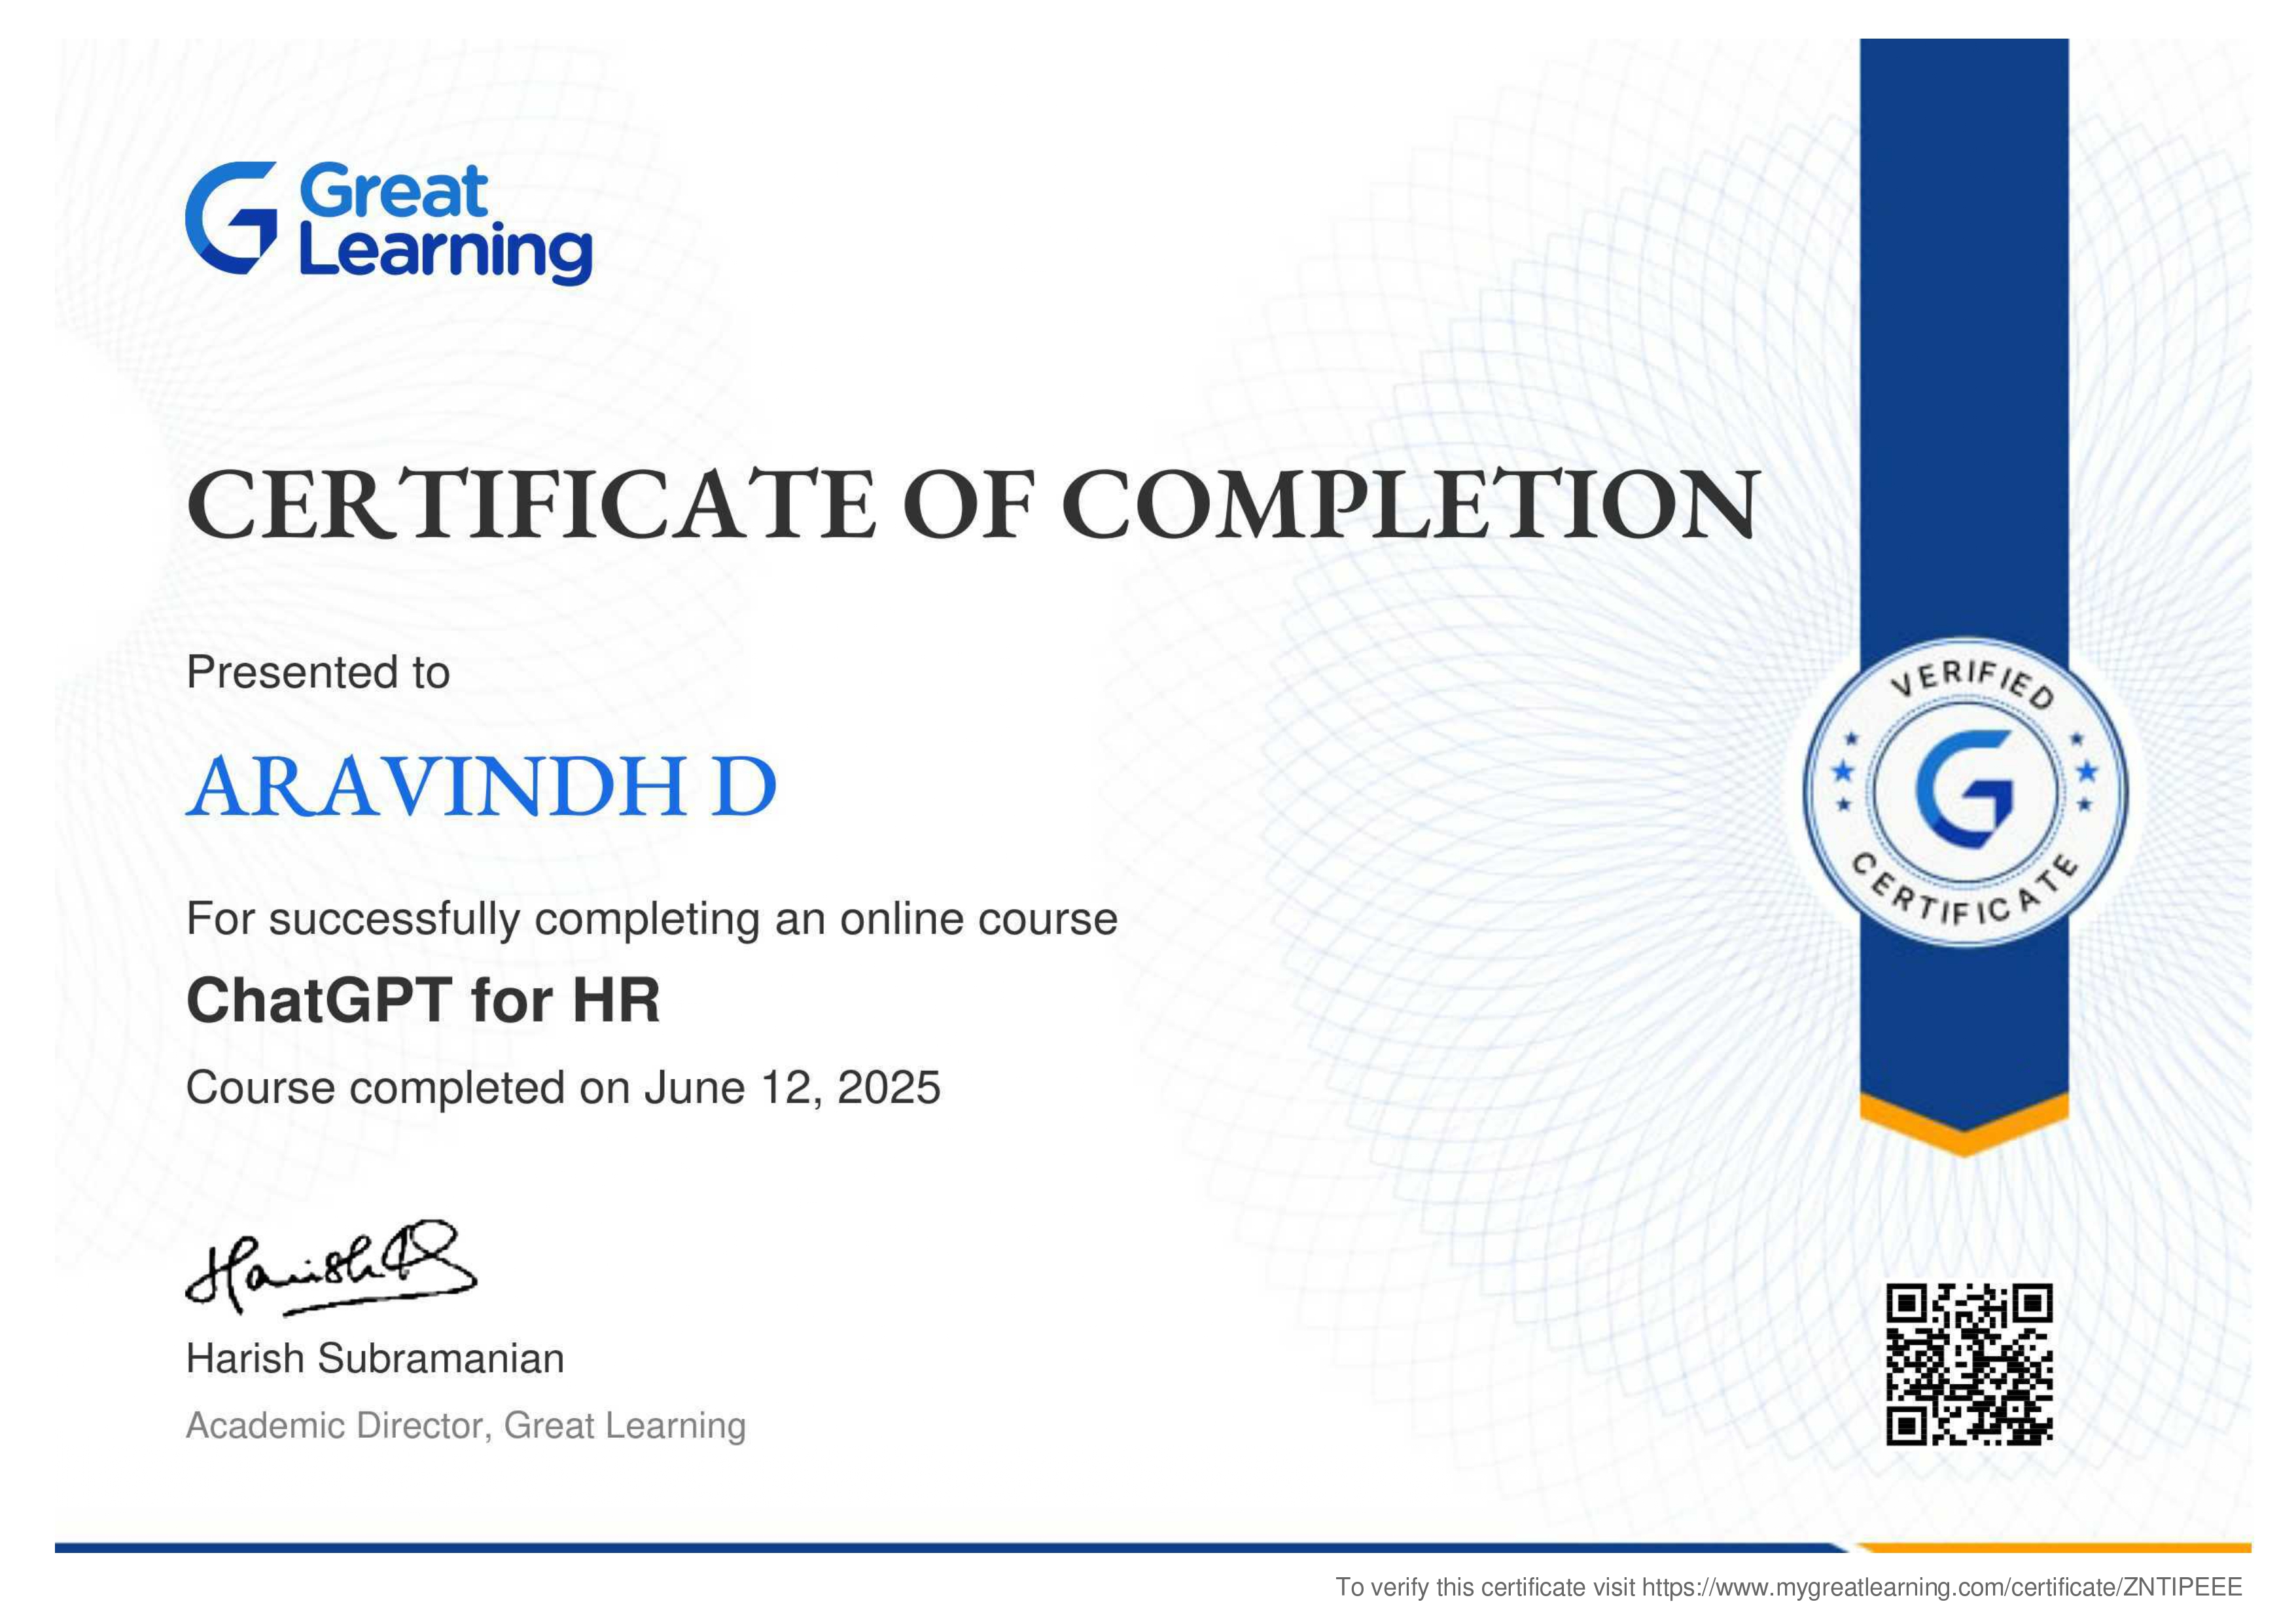 Great
Learning
CERTIFICATE OF COMPLETION
Presented to
ARAVINDH D
For successfully completing an online course
ChatGPT for HR
Course completed on June 12, 2025
VERIFIED
CERTIFICATE
Harish
Harish Subramanian
Academic Director, Great Learning
To verify this certificate visit https://www.mygreatlearning.com/certificate/ZNTIPEEE